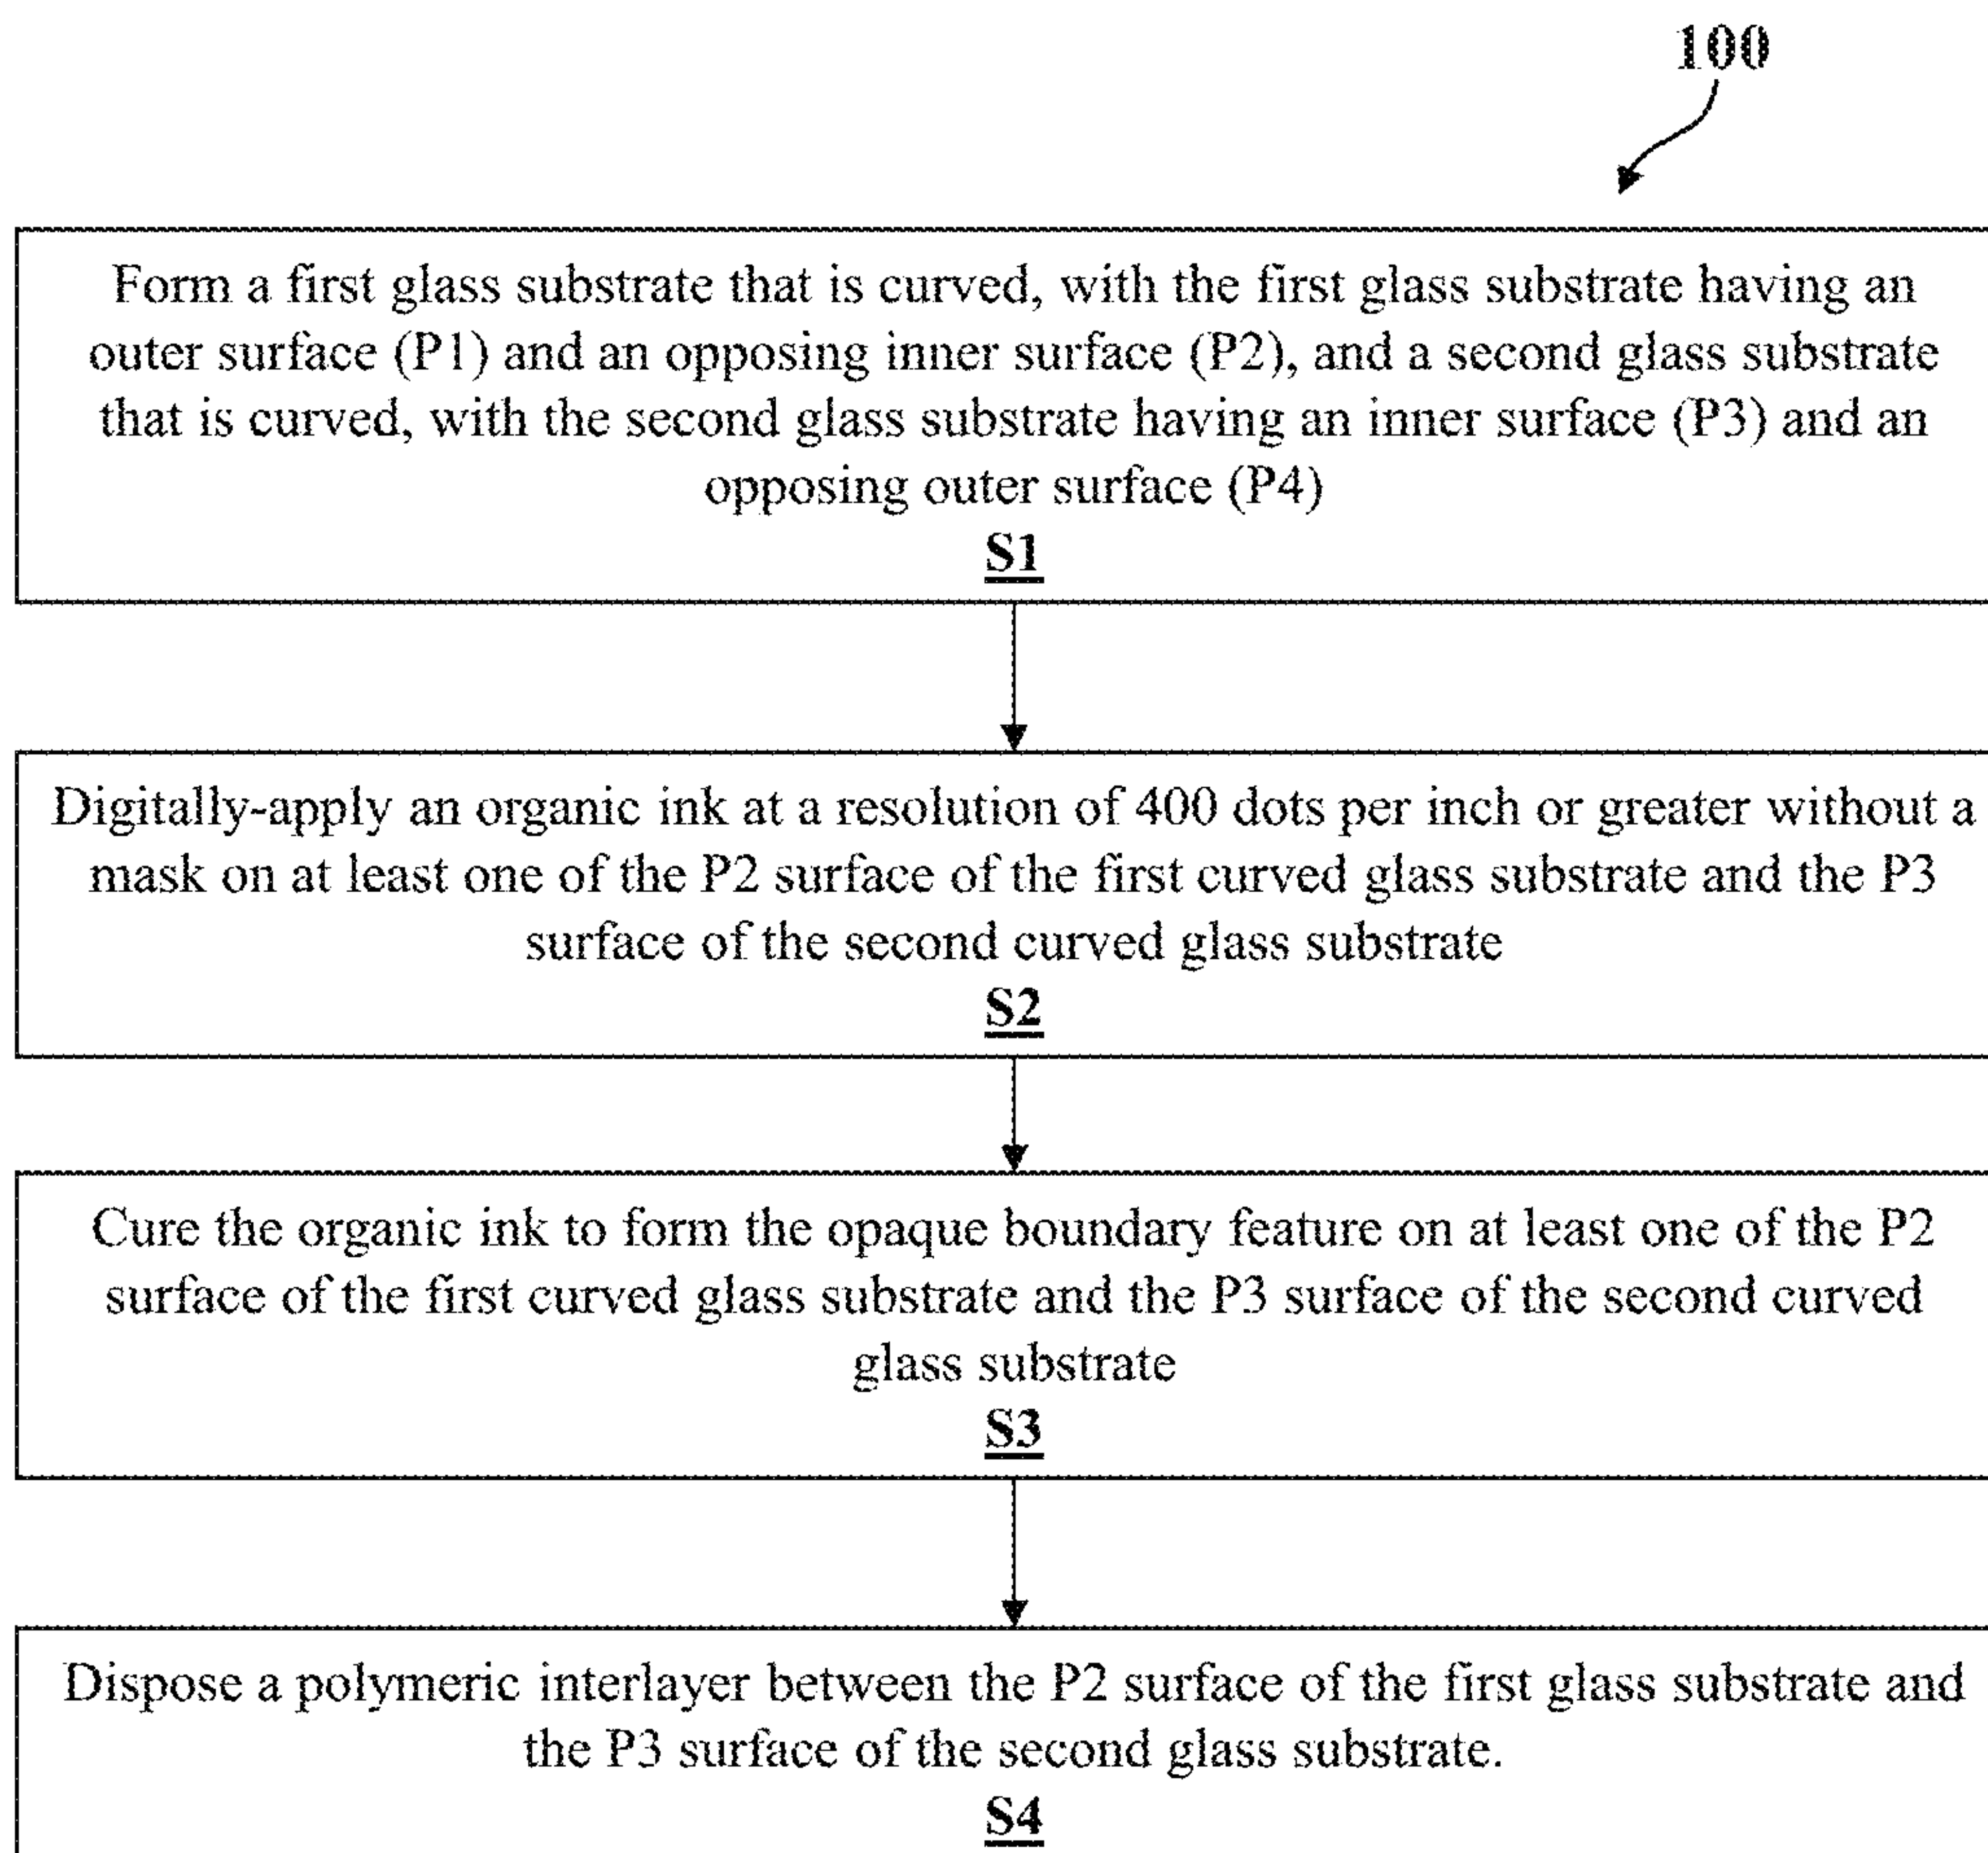 100
Form a first glass substrate that is curved, with the first glass substrate having an
outer surface (P1) and an opposing inner surface (P2), and a second glass substrate
that is curved, with the second glass substrate having an inner surface (P3) and an
opposing outer surface (P4)
S1
Digitally-apply an organic ink at a resolution of 400 dots per inch or greater without a
mask on at least one of the P2 surface of the first curved glass substrate and the P3
surface of the second curved glass substrate
S2
Cure the organic ink to form the opaque boundary feature on at least one of the P2
surface of the first curved glass substrate and the P3 surface of the second curved
glass substrate
S3
Dispose a polymeric interlayer between the P2 surface of the first glass substrate and
the P3 surface of the second glass substrate.
S4